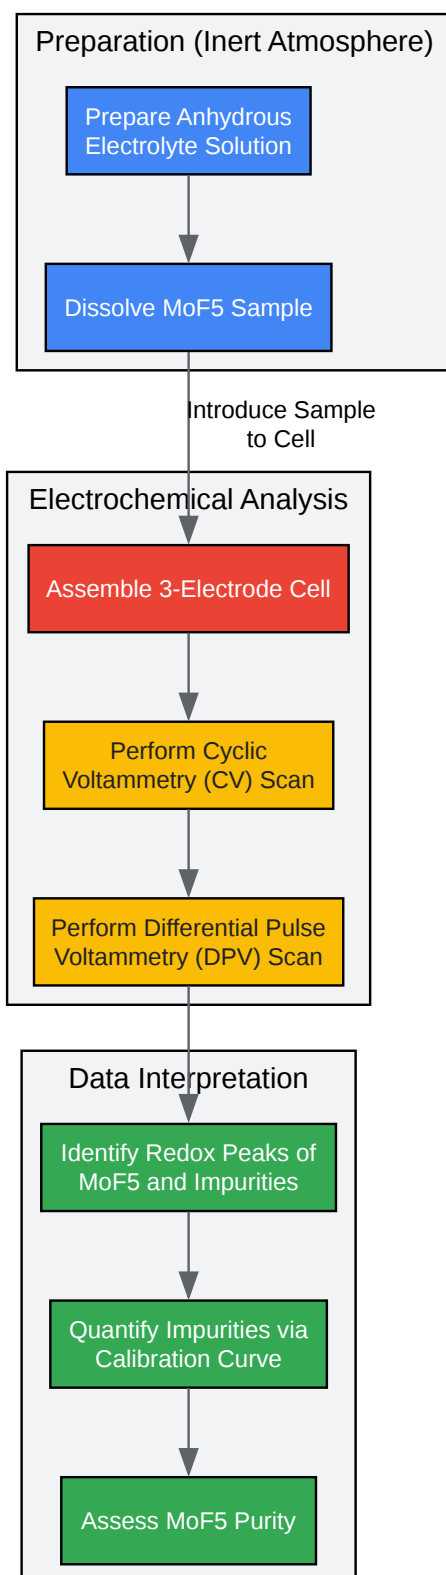 Preparation (Inert Atmosphere)
Prepare Anhydrous
Electrolyte Solution
Dissolve MoF5 Sample
Introduce Sample
to Cell
Electrochemical Analysis
Assemble 3-Electrode Cell
Perform Cyclic
Voltammetry (CV) Scan
Perform Differential Pulse
Voltammetry (DPV) Scan
Data Interpretation
Identify Redox Peaks of
MoF5 and Impurities
Quantify Impurities via
Calibration Curve
Assess MoF5 Purity